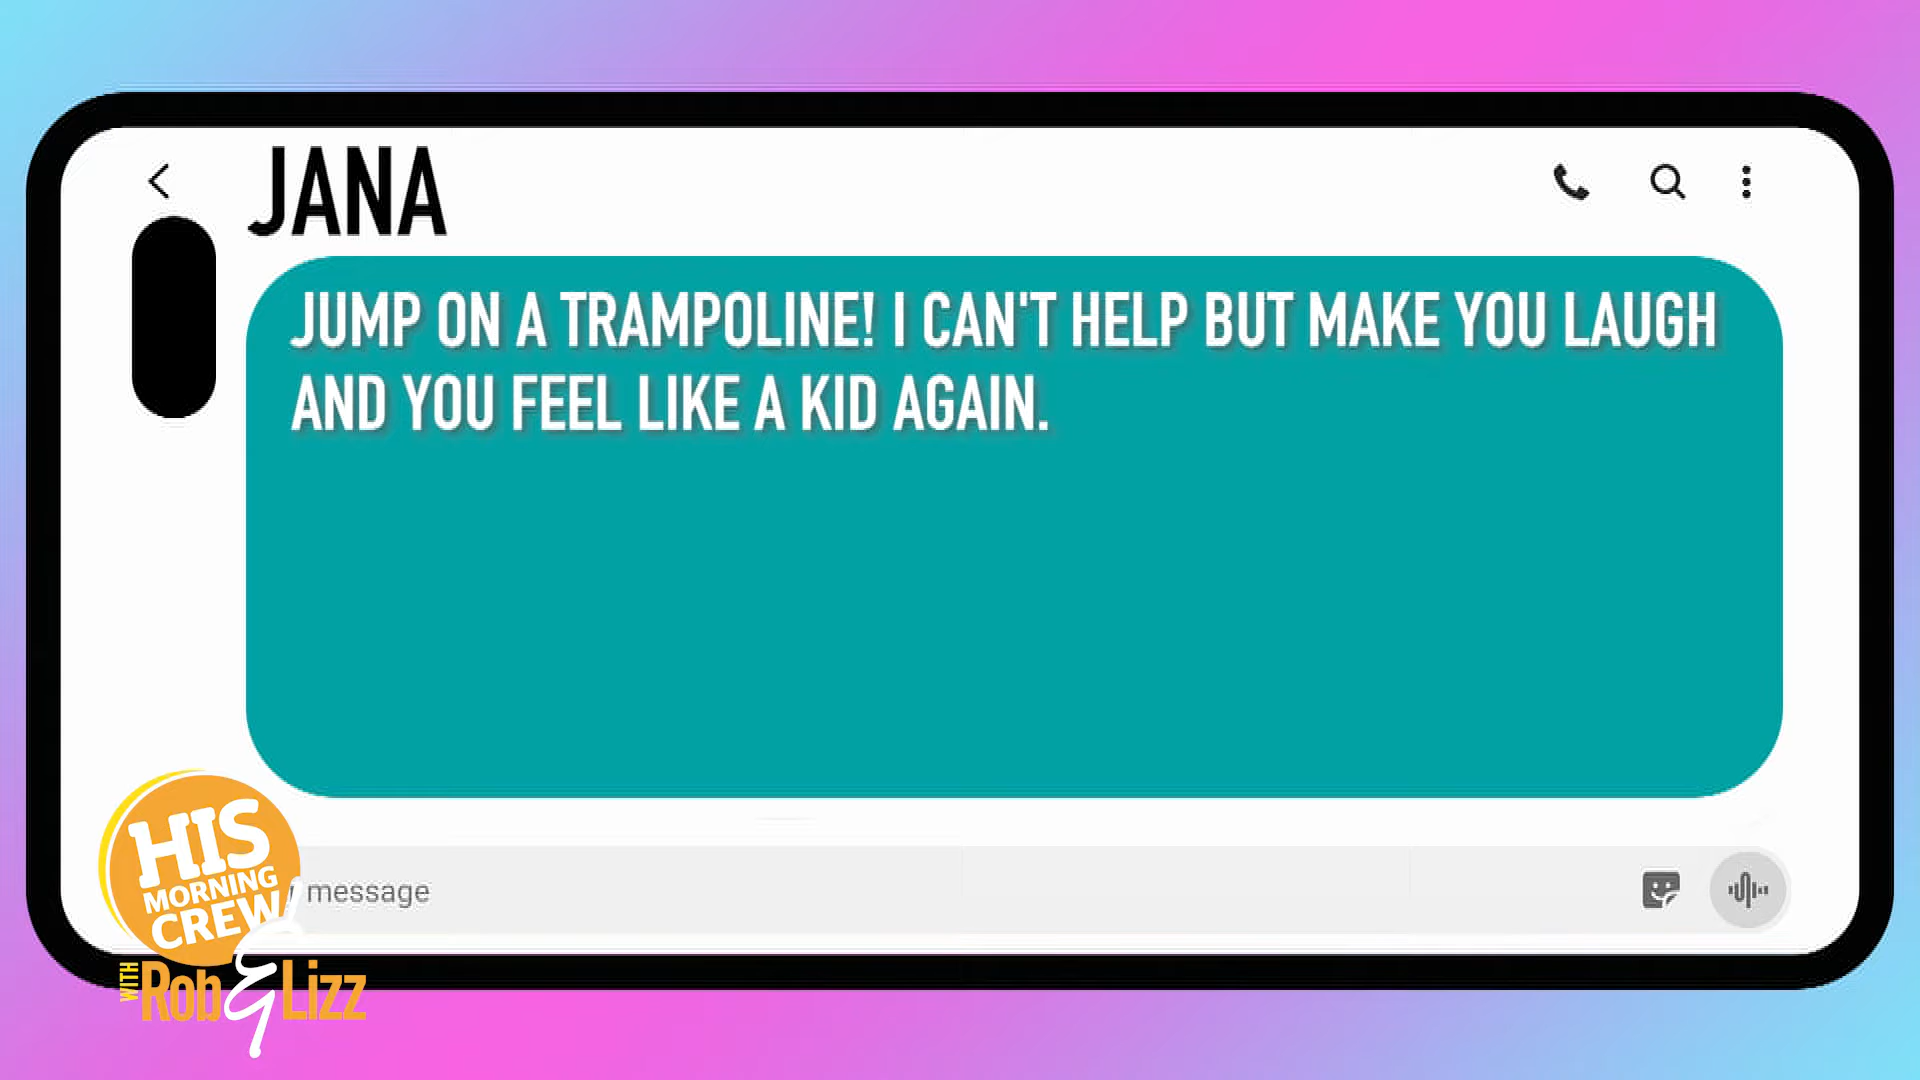 JANA
JUMP ON A TRAMPOLINE! I CAN'T HELP BUT MAKE YOU LAUGH
AND YOU FEEL LIKE A KID AGAIN.
message
HIS
MORNING
CREW
WITH Rob & Lizz